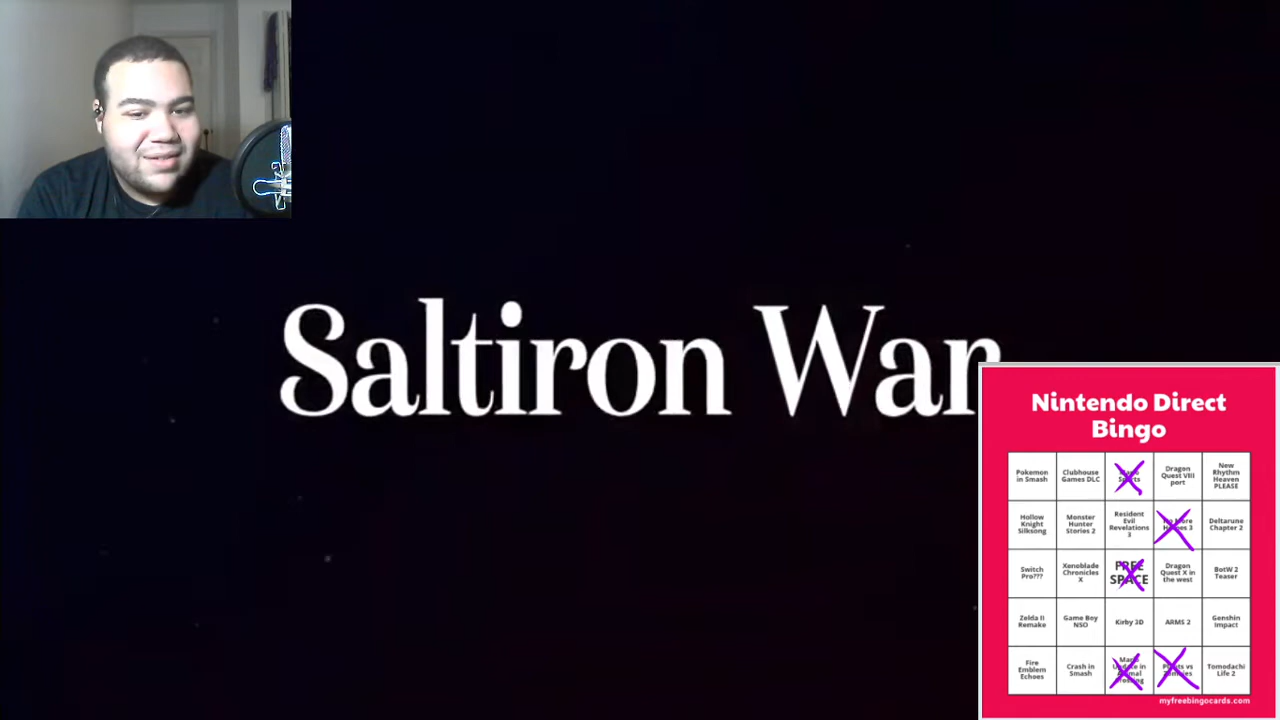 Saltiron War
Nintendo Direct
Bingo
Pokemon
in Smash
Clubhouse
Games DLC
Dragon
Quest VIII
port
New
Rhythm
Heaven
PLEASE
Hollow
Knight
Silksong
Monster
Hunter
Stories 2
Resident
Evil
Revelations
3
Deltarune
Chapter 2
Switch
Pro???
Xenoblade
Chronicles
X
FREE
SPACE
Dragon
Quest X in
the west
BotW 2
Teaser
Zelda II
Remake
Game Boy
NSO
Kirby 3D
ARMS 2
Genshin
Impact
Fire
Emblem
Echoes
Crash in
Smash
Tomodachi
Life 2
myfreebingocards.com